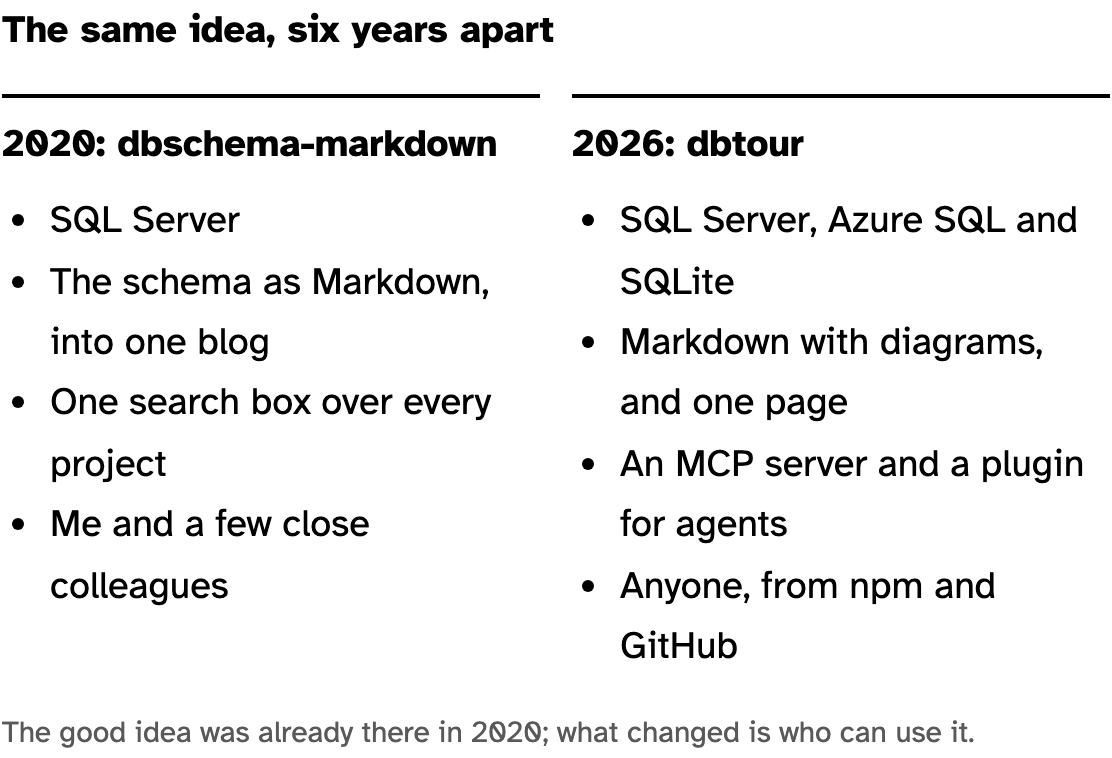 The same idea, six years apart
2020: dbschema-markdown
• SQL Server
• The schema as Markdown,
into one blog
• One search box over every
project
• Me and a few close
colleagues
2026: dbtour
• SQL Server, Azure SQL and
SQLite
• Markdown with diagrams,
and one page
• An MCP server and a plugin
for agents
• Anyone, from npm and
GitHub
The good idea was already there in 2020; what changed is who can use it.